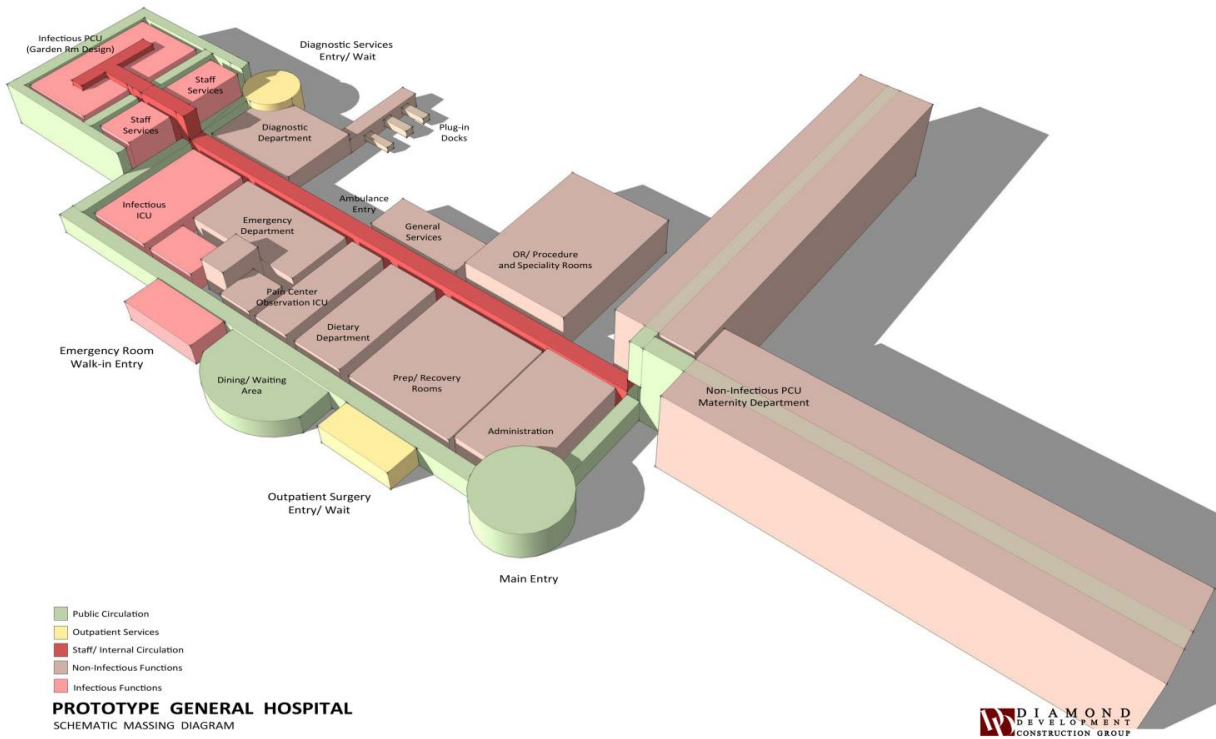 Infectious PCU
(Garden Rm Design)
Diagnostic Services
Entry/ Wait
Staff
Services
Staff
Services
Diagnostic
Department
Plug-in
Docks
Infectious
ICU
Ambulance
Entry
General
Services
Emergency
Department
OR/ Procedure
and Speciality Rooms
Pain Center
Observation ICU
Dietary
Department
Emergency Room
Walk-in Entry
Dining/ Waiting
Area
Prep/ Recovery
Rooms
Non-Infectious PCU
Maternity Department
Administration
Outpatient Surgery
Entry/ Wait
Main Entry
Public Circulation
Outpatient Services
Staff/ Internal Circulation
Non-Infectious Functions
Infectious Functions
PROTOTYPE GENERAL HOSPITAL
SCHEMATIC MASSING DIAGRAM
DIAMOND
DEVELOPMENT
CONSTRUCTION GROUP